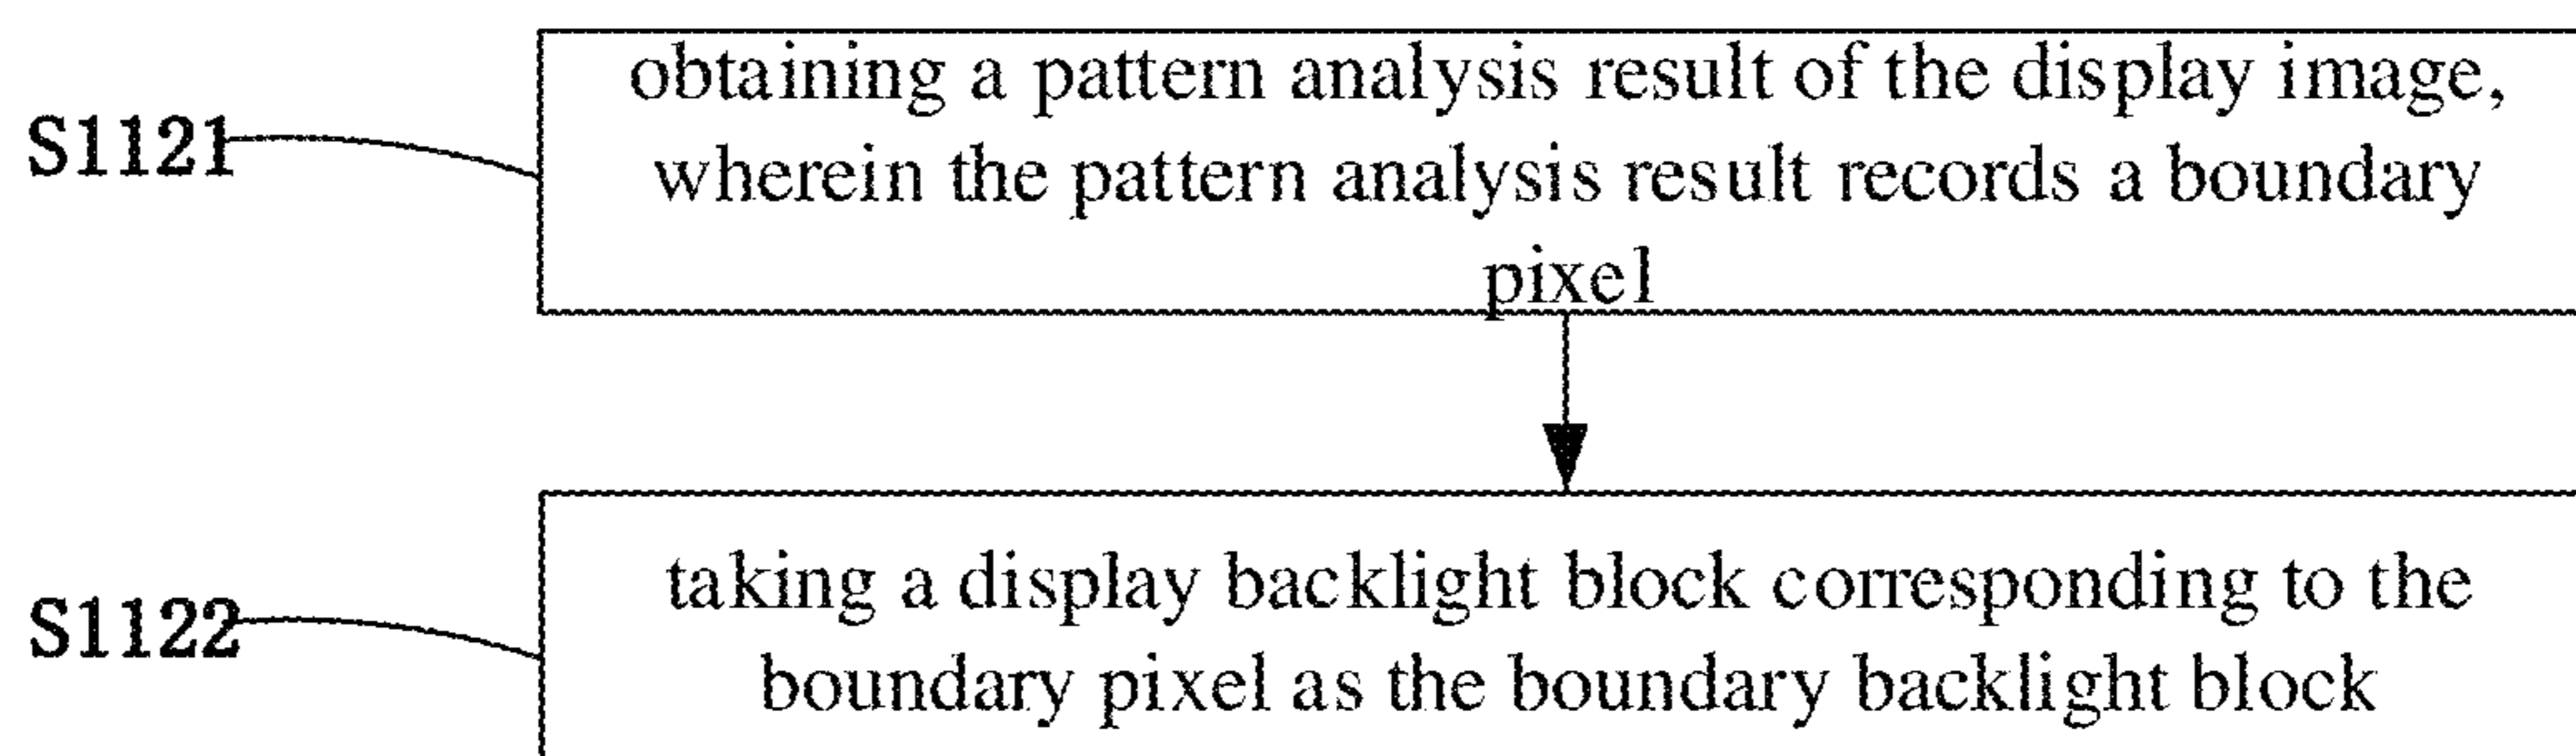 obtaining a pattern analysis result of the display image,
S1121
wherein the pattern analysis result records a boundary
pixel
taking a display backlight block corresponding to the
S1122
boundary pixel as the boundary backlight block